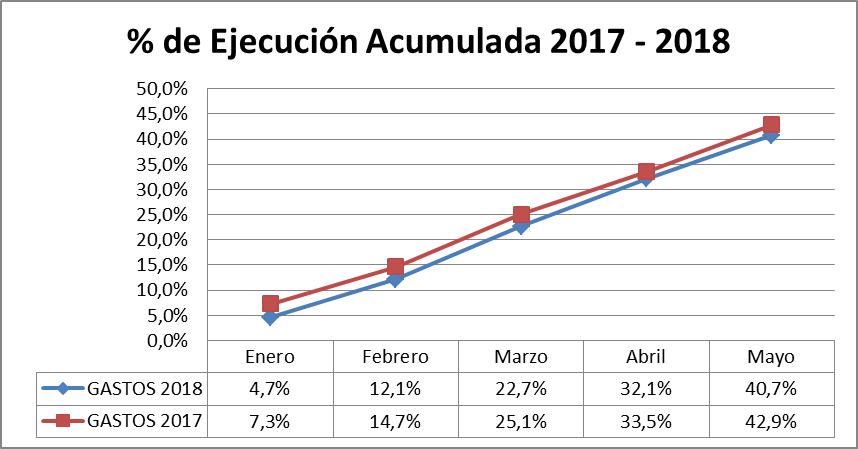 % de Ejecución Acumulada 2017 - 2018
50,0%
45,0%
40,0%
35,0%
30,0%
25,0%
20,0%
15,0%
10,0%
5,0%
0,0%
Enero Febrero Marzo Abril Mayo
GASTOS 2018 4,7% 12,1% 22,7% 32,1% 40,7%
GASTOS 2017 7,3% 14,7% 25,1% 33,5% 42,9%